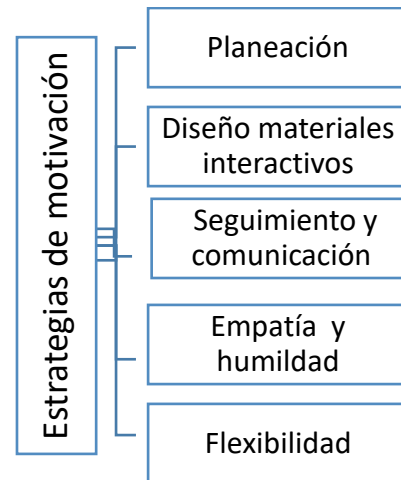 Estrategias de motivación
Planeación
Diseño materiales
interactivos
Seguimiento y
comunicación
Empatía y
humildad
Flexibilidad